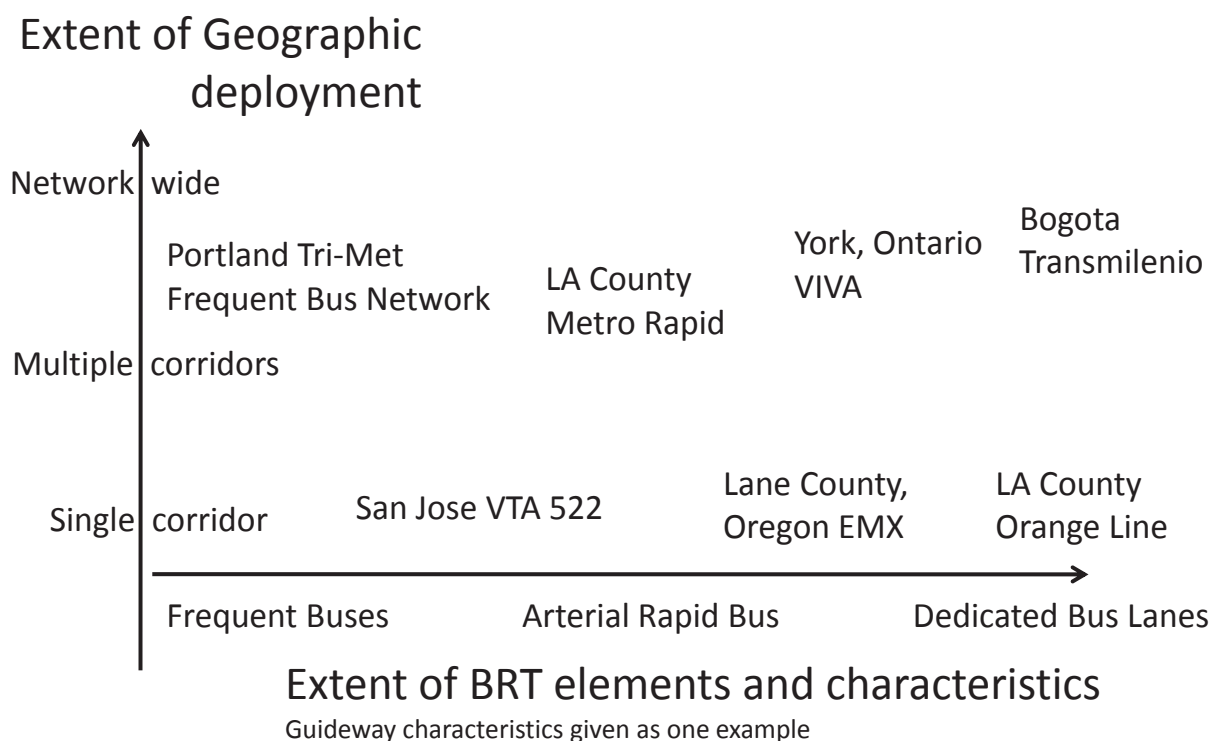 Extent of Geographic
deployment
Network wide
Portland Tri-Met
Frequent Bus Network
LA County
Metro Rapid
York, Ontario
VIVA
Bogota
Transmilenio
Multiple corridors
Single corridor
San Jose VTA 522
Lane County,
Oregon EMX
LA County
Orange Line
Frequent Buses
Arterial Rapid Bus
Dedicated Bus Lanes
Extent of BRT elements and characteristics
Guideway characteristics given as one example